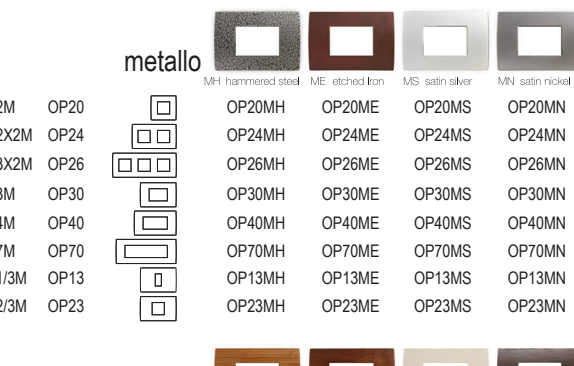 metallo
MH hammered steel ME etched Iron MS satin silver MN satin nickel
2M OP20 OP20MH OP20ME OP20MS OP20MN
2X2M OP24 OP24MH OP24ME OP24MS OP24MN
3X2M OP26 OP26MH OP26ME OP26MS OP26MN
3M OP30 OP30MH OP30ME OP30MS OP30MN
4M OP40 OP40MH OP40ME OP40MS OP40MN
7M OP70 OP70MH OP70ME OP70MS OP70MN
1/3M OP13 OP13MH OP13ME OP13MS OP13MN
2/3M OP23 OP23MH OP23ME OP23MS OP23MN